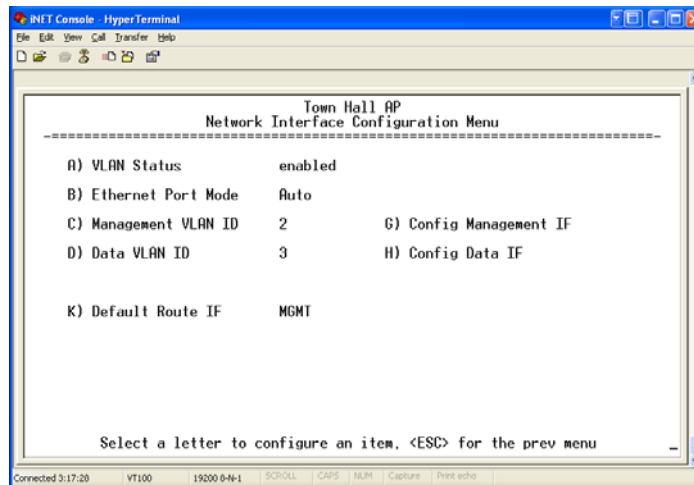 iNET Console - HyperTerminal
File Edit View Call Transfer Help
Town Hall AP
Network Interface Configuration Menu
-==============================================================================-
A) VLAN Status enabled
B) Ethernet Port Mode Auto
C) Management VLAN ID 2 G) Config Management IF
D) Data VLAN ID 3 H) Config Data IF
K) Default Route IF MGMT
Select a letter to configure an item, <ESC> for the prev menu _
Connected 3:17:28 VT100 19200 8-N-1 SCROLL CAPS NUM Capture Print echo